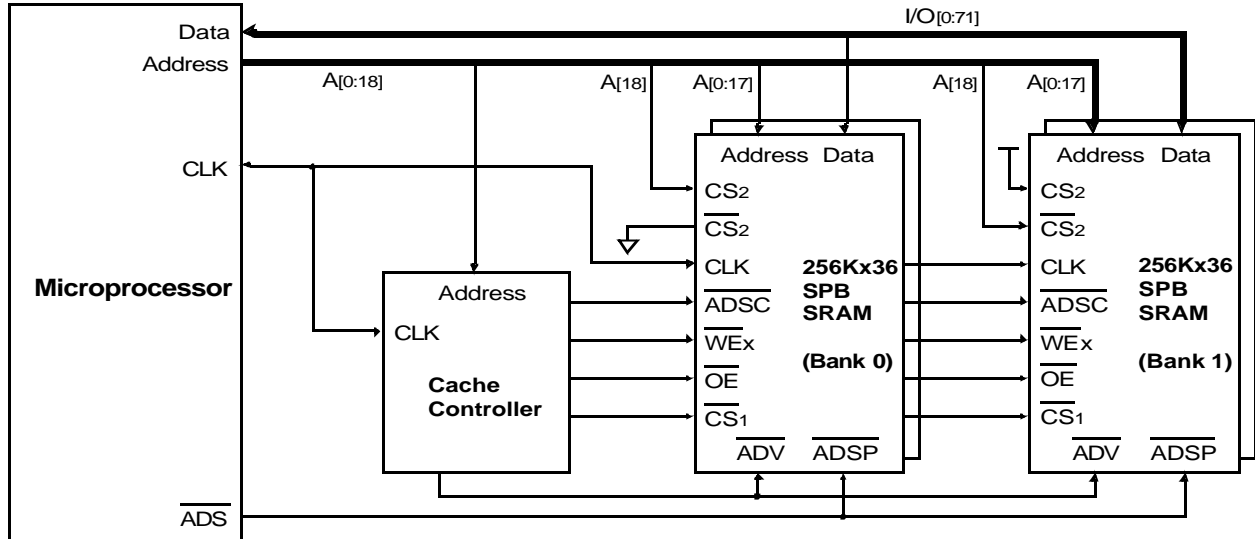 I/O[0:71]
Data
Address
A[0:18]
A[18]
A[0:17]
A[18]
A[0:17]
CLK
Microprocessor
ADS
Address
CLK
Cache
Controller
Address Data
CS2
CS2
CLK
ADSC
WEx
OE
CS1
ADV
ADSP
256Kx36
SPB
SRAM
(Bank 0)
Address Data
CS2
CS2
CLK
ADSC
WEx
OE
CS1
ADV
ADSP
256Kx36
SPB
SRAM
(Bank 1)